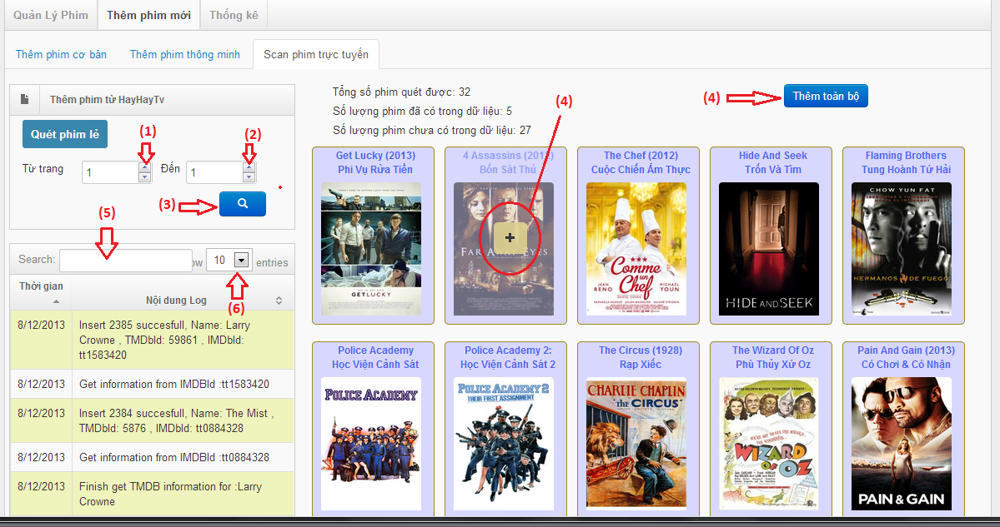 Quản Lý Phim Thêm phim mới Thống kê
Thêm phim cơ bản Thêm phim thông minh Scan phim trực tuyến
Thêm phim từ HayHayTv
Quét phim lẻ
(1)
(2)
Từ trang 1 Đến 1
(3)
(5)
Search: ow 10 entries
(6)
Thời gian
Nội dung Log
8/12/2013 Insert 2385 succesfull, Name: Larry
Crowne , TMDbId: 59861 , IMDbId:
tt1583420
8/12/2013 Get information from IMDBId :tt1583420
8/12/2013 Insert 2384 succesfull, Name: The Mist ,
TMDbId: 5876 , IMDbId: tt0884328
8/12/2013 Get information from IMDBId :tt0884328
8/12/2013 Finish get TMDB information for :Larry
Crowne
Tổng số phim quét được: 32
Số lượng phim đã có trong dữ liệu: 5
Số lượng phim chưa có trong dữ liệu: 27
(4)
(4)
Thêm toàn bộ
Get Lucky (2013)
Phi Vụ Rửa Tiền
GETLUCKY
4 Assassins (2012)
Bốn Sát Thủ
+
FAR AWAY EYES
The Chef (2012)
Cuộc Chiến Ẩm Thực
Comme
un
Chef
JEAN
RENO
MICHAËL
YOUN
Hide And Seek
Trốn Và Tìm
HIDE AND SEEK
Flaming Brothers
Tung Hoành Tứ Hải
CHOW YUN FAT
HERMANOS DE FUEGO
Police Academy
Học Viện Cảnh Sát
POLICE ACADEMY
Police Academy 2:
Học Viện Cảnh Sát 2
POLICE ACADEMY 2
THEIR FIRST ASSIGNMENT
The Circus (1928)
Rạp Xiếc
CHARLIE CHAPLIN
"the CIRCUS"
The Wizard Of Oz
Phù Thủy Xứ Oz
WIZARD
OF OZ
Pain And Gain (2013)
Có Chơi & Có Nhận
PAIN & GAIN